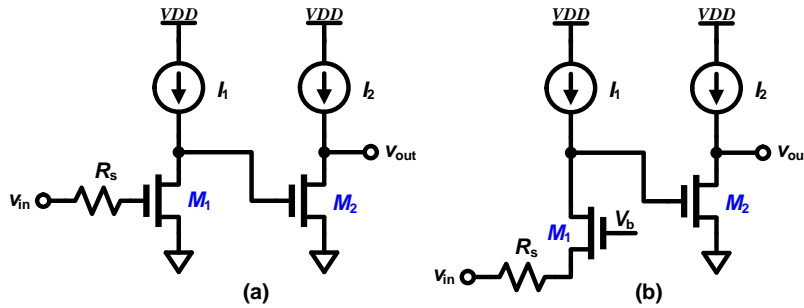 VDD VDD VDD VDD
I1 I2 I1 I2
vout vou
Rs M1 M2 M1 Vb M2
vin Rs
vin
(a) (b)